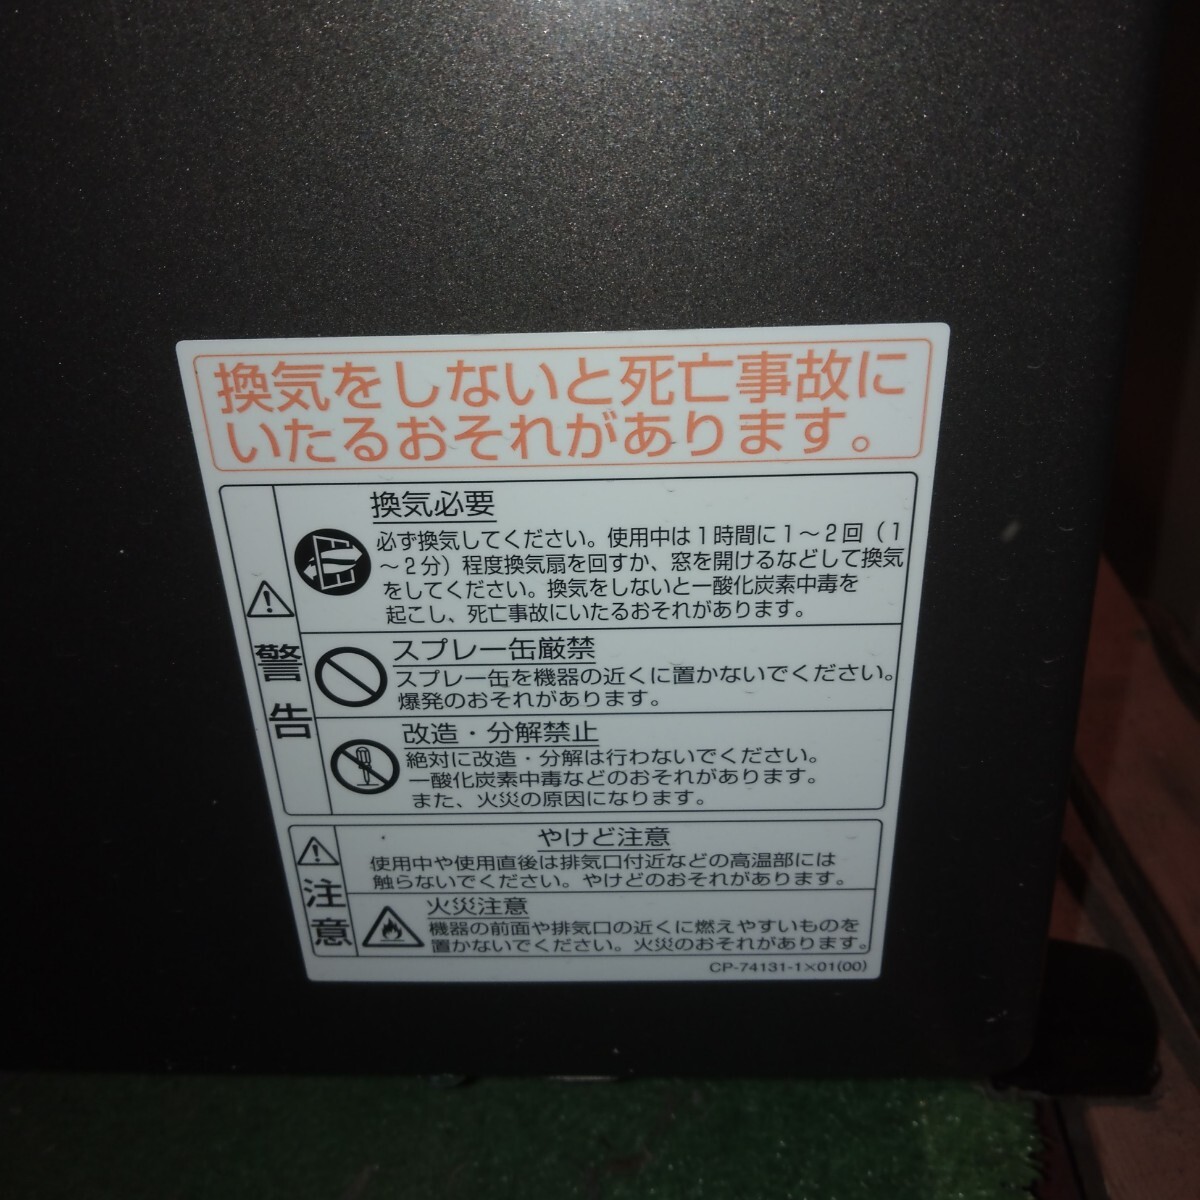 換気をしないと死亡事故に
いたるおそれがあります。
警告
換気必要
必ず換気してください。使用中は1時間に1～2回（1
～2分）程度換気扇を回すか、窓を開けるなどして換気
をしてください。換気をしないと一酸化炭素中毒を
起こし、死亡事故にいたるおそれがあります。
スプレー缶厳禁
スプレー缶を機器の近くに置かないでください。
爆発のおそれがあります。
改造・分解禁止
絶対に改造・分解は行わないでください。
一酸化炭素中毒などのおそれがあります。
また、火災の原因になります。
注意
やけど注意
使用中や使用直後は排気口付近などの高温部には
触らないでください。やけどのおそれがあります。
火災注意
機器の前面や排気口の近くに燃えやすいものを
置かないでください。火災のおそれがあります。
CP-74131-1×01(00)